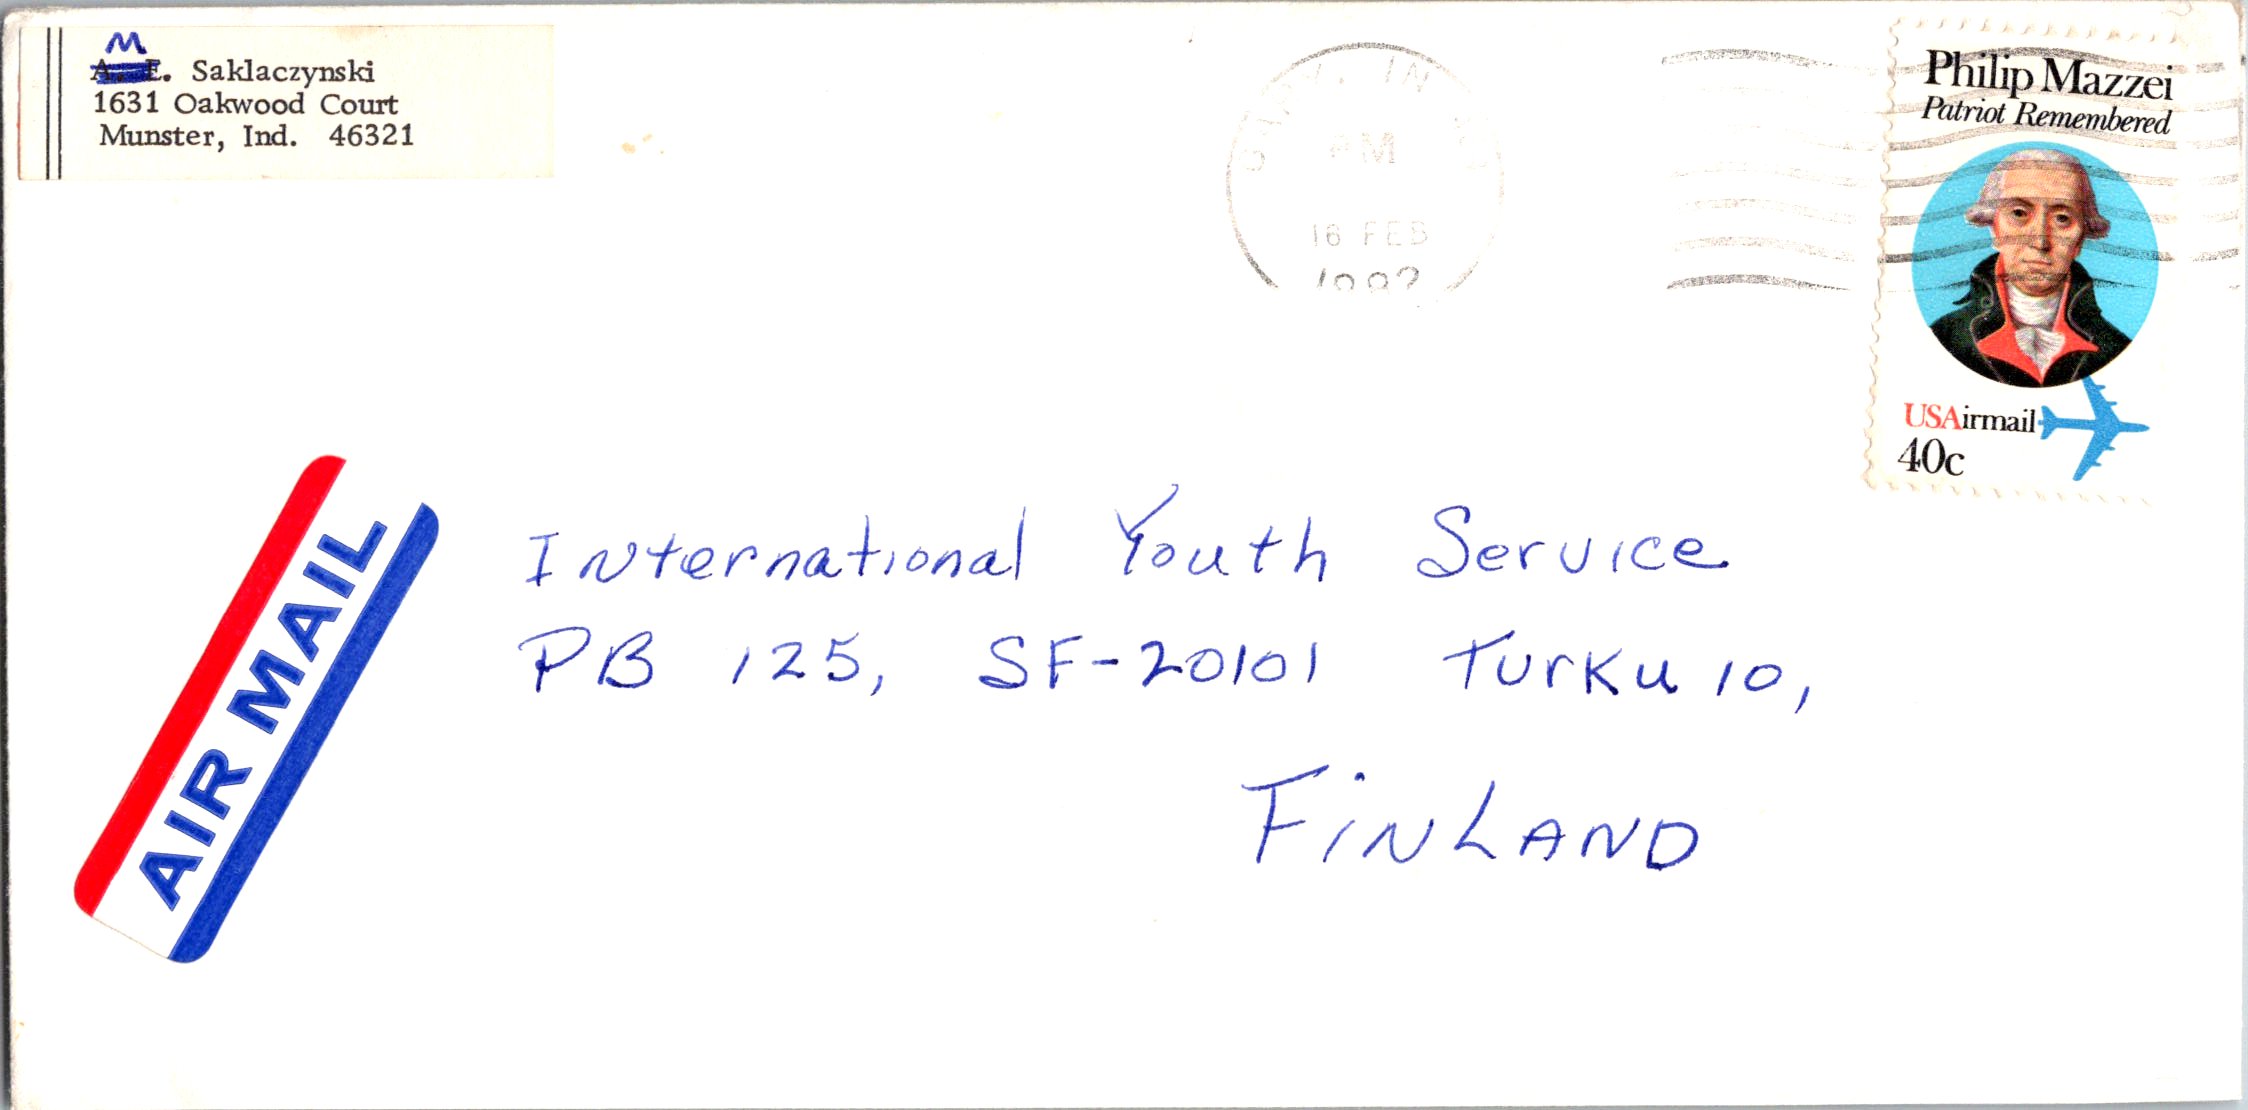 M
A. E. Saklaczynski
1631 Oakwood Court
Munster, Ind. 46321
IN
PM
16 FEB
Philip Mazzei
Patriot Remembered
USAirmail
40c
AIR MAIL
International Youth Service
PB 125, SF-20101 Turku 10,
FiNLAND